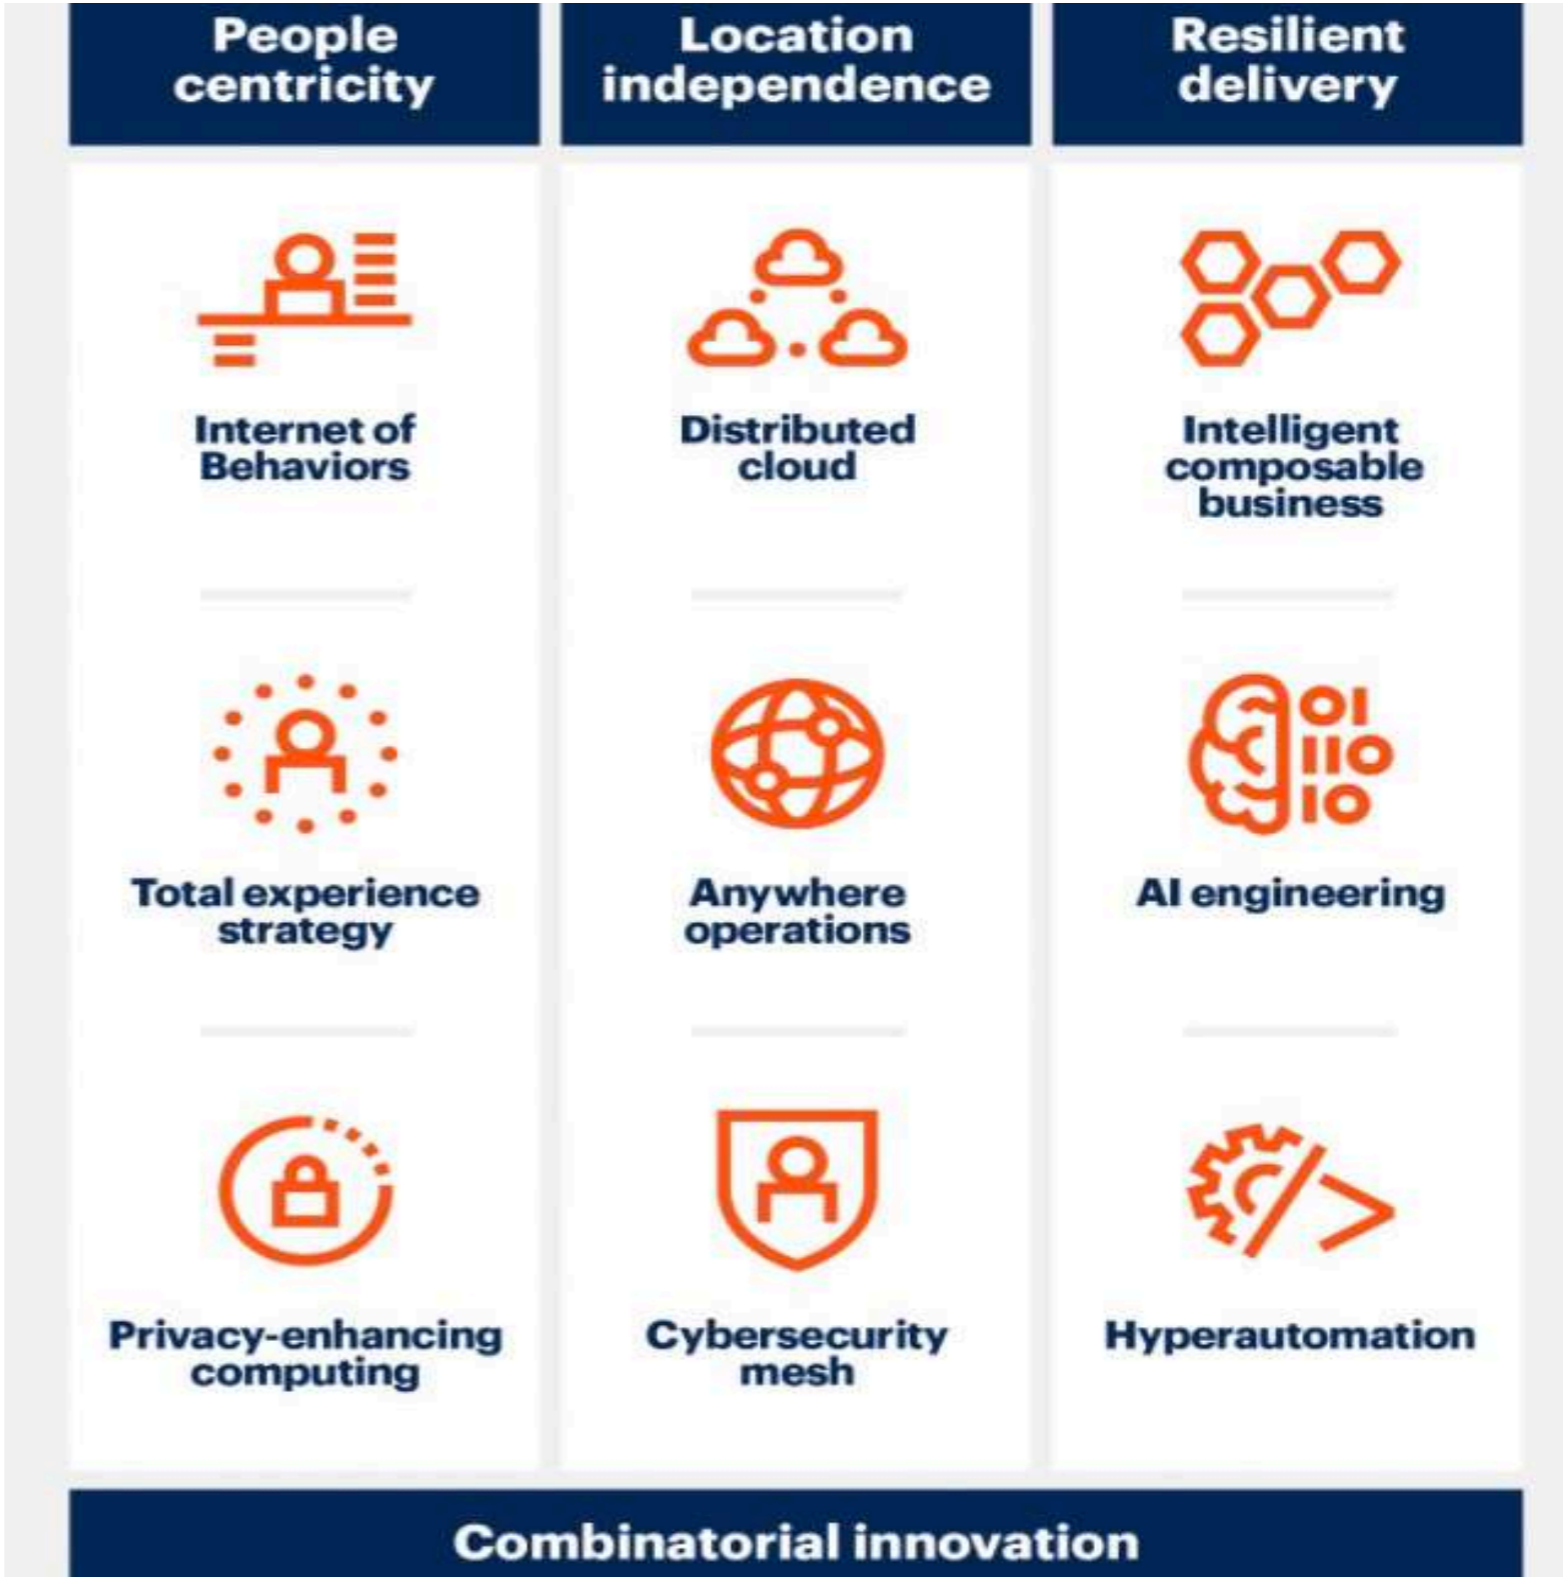 People
centricity
Location
independence
Resilient
delivery
Internet of
Behaviors
Distributed
cloud
Intelligent
composable
business
Total experience
strategy
Anywhere
operations
AI engineering
Privacy-enhancing
computing
Cybersecurity
mesh
Hyperautomation
Combinatorial innovation